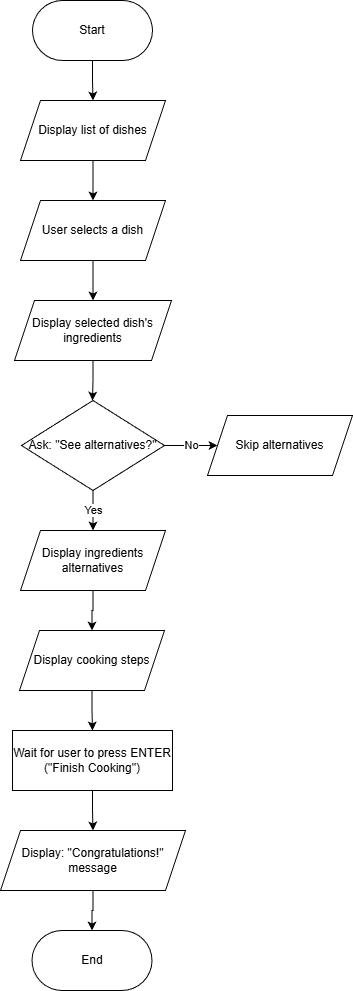 Start
Display list of dishes
User selects a dish
Display selected dish's
ingredients
Ask: "See alternatives?"
No
Skip alternatives
Yes
Display ingredients
alternatives
Display cooking steps
Wait for user to press ENTER
("Finish Cooking")
Display: "Congratulations!"
message
End